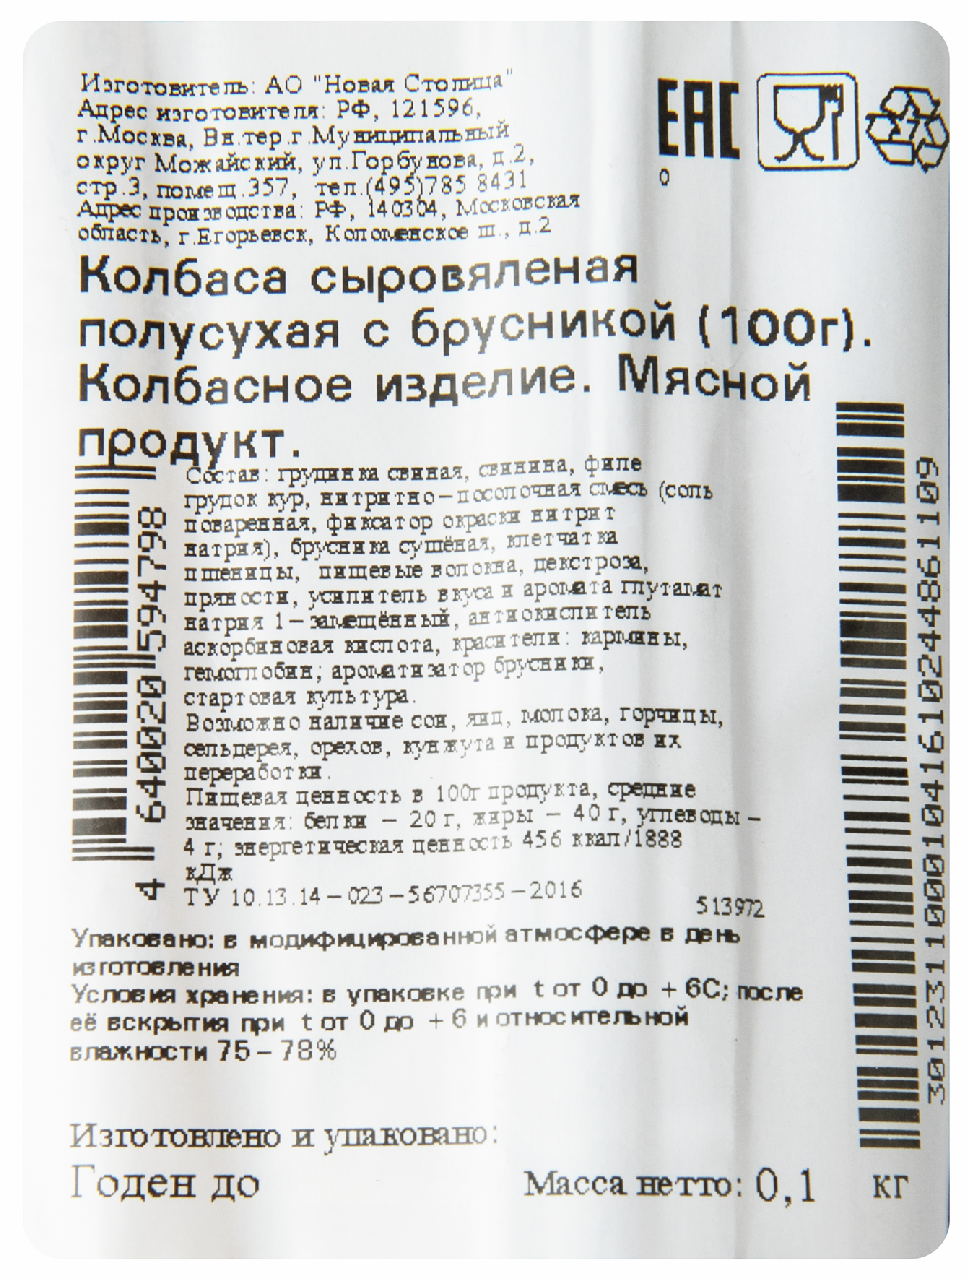 Изготовитель: АО "Новая Столица"
Адрес изготовителя: РФ, 121596,
г.Москва, Вн.тер.г.Муниципальный
округ Можайский, ул.Горбунова, д.2,
стр.3, помещ.357, тел.(495)785 8431
Адрес производства: РФ, 140304, Московская
область, г.Егорьевск, Коломенское ш., д.2
EAC
27
0
Колбаса сыровяленая
полусухая с брусникой (100г).
Колбасное изделие. Мясной
продукт.
Состав: грудинка свиная, свинина, филе
грудок кур, нитритно-посолочная смесь (соль
поваренная, фиксатор окраски нитрит
натрия), брусника сушёная, клетчатка
пшеницы, пищевые волокна, декстроза,
пряности, усилитель вкуса и аромата глутамат
натрия 1-замещённый, антиокислитель
аскорбиновая кислота, красители: кармины,
гемоглобин; ароматизатор брусники,
стартовая культура.
Возможно наличие сои, яиц, молока, горчицы,
сельдерея, орехов, кунжута и продуктов их
переработки.
Пищевая ценность в 100г продукта, средние
значения: белки - 20 г, жиры - 40 г, углеводы -
4 г; энергетическая ценность 456 ккал/1888
кДж
ТУ 10.13.14-023-56707355-2016
513972
4 640020 594798
Упаковано: в модифицированной атмосфере в день
изготовления
Условия хранения: в упаковке при t от 0 до +6С; после
её вскрытия при t от 0 до +6 и относительной
влажности 75-78%
Изготовлено и упаковано:
Годен до
Масса нетто: 0,1 кг